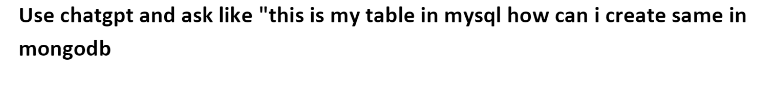 Use chatgpt and ask like "this is my table in mysql how can i create same in
mongodb